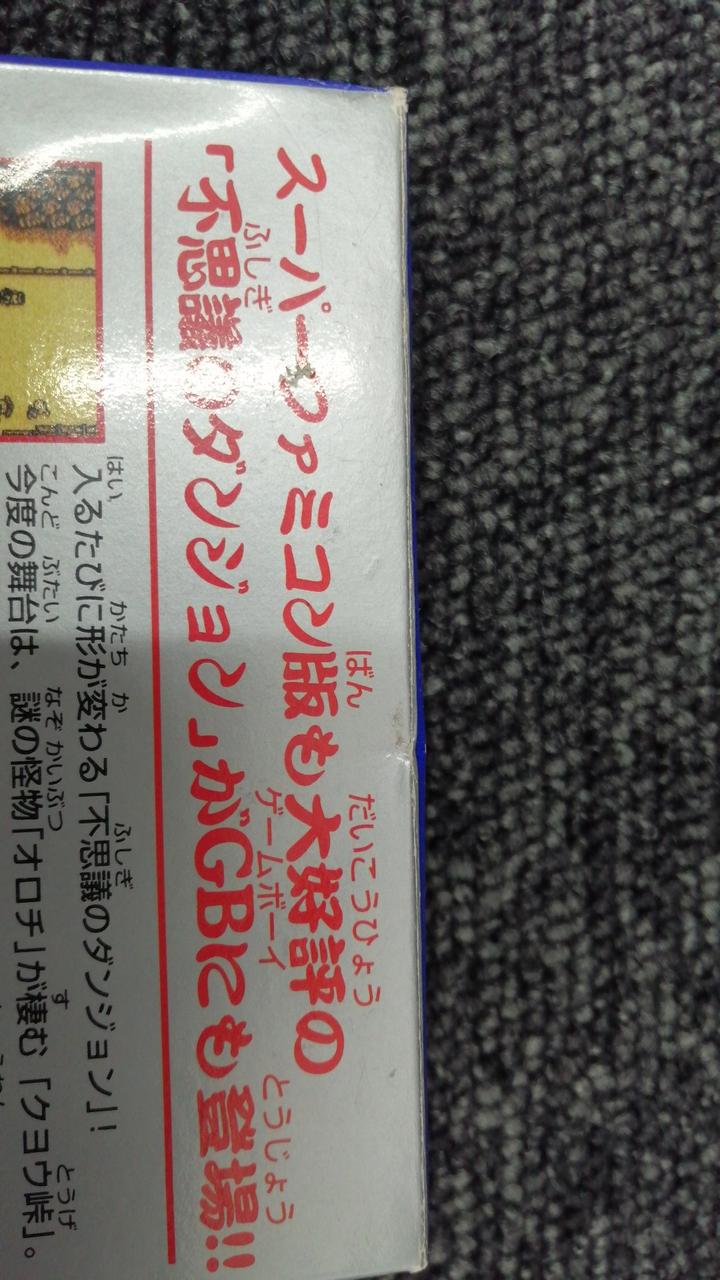 スーパーファミコン版も大好評の
「不思議のダンジョン」がGBにも登場!!
入るたびに形が変わる「不思議のダンジョン」!
今度の舞台は、謎の怪物「オロチ」が棲む「クヨウ峠」。